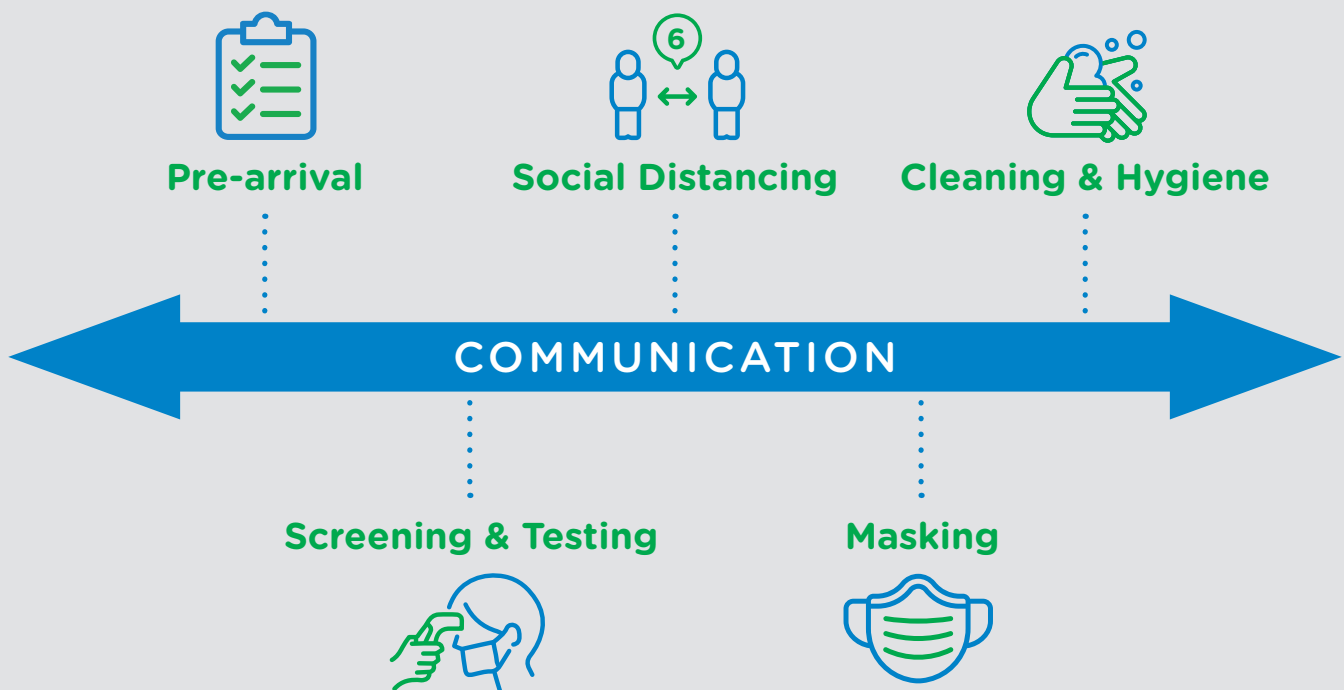 6
Pre-arrival
Social Distancing
Cleaning & Hygiene
COMMUNICATION
Screening & Testing
Masking